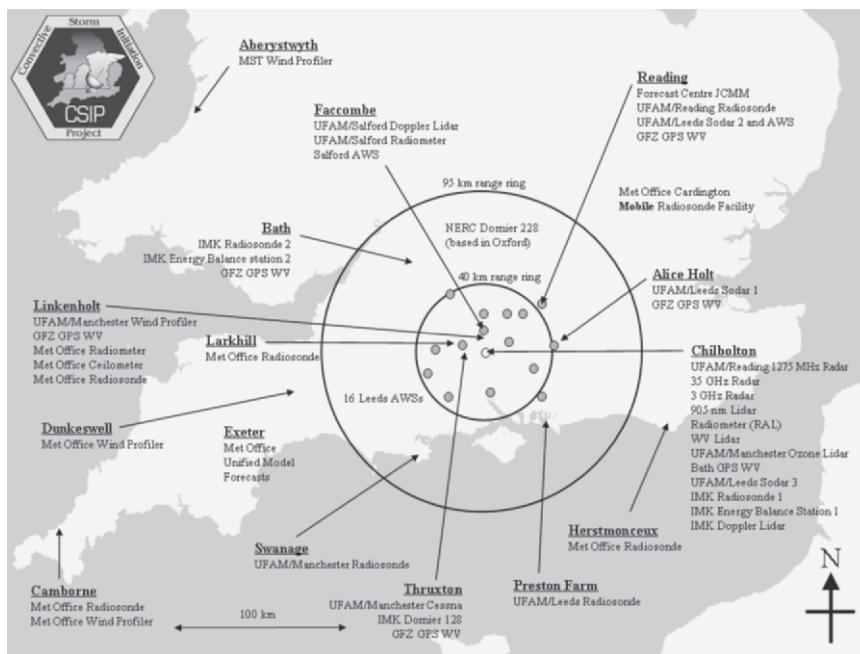 Convective
Storm
Initiation
CSIP
Project
Aberystwyth
MST Wind Profiler
Reading
Forecast Centre JCMM
UFAM/Reading Radiosonde
UFAM/Leeds Sodar 2 and AWS
GFZ GPS WV
Faccombe
UFAM/Salford Doppler Lidar
UFAM/Salford Radiometer
Salford AWS
95 km range ring
Met Office Cardington
Mobile Radiosonde Facility
NERC Dornier 228
(based in Oxford)
Bath
IMK Radiosonde 2
IMK Energy Balance station 2
GFZ GPS WV
40 km range ring
Alice Holt
UFAM/Leeds Sodar 1
GFZ GPS WV
Linkenholt
UFAM/Manchester Wind Profiler
GFZ GPS WV
Met Office Radiometer
Met Office Ceilometer
Met Office Radiosonde
Larkhill
Met Office Radiosonde
Chilbolton
UFAM/Reading 1275 MHz Radar
35 GHz Radar
3 GHz Radar
905 nm Lidar
Radiometer (RAL)
WV Lidar
UFAM/Manchester Ozone Lidar
Bath GPS WV
UFAM/Leeds Sodar 3
IMK Radiosonde 1
IMK Energy Balance Station 1
IMK Doppler Lidar
16 Leeds AWSs
Dunkeswell
Met Office Wind Profiler
Exeter
Met Office
Unified Model
Forecasts
Herstmonceux
Met Office Radiosonde
Swanage
UFAM/Manchester Radiosonde
Camborne
Met Office Radiosonde
Met Office Wind Profiler
100 km
Thruxton
UFAM/Manchester Cessna
IMK Dornier 128
GFZ GPS WV
Preston Farm
UFAM/Leeds Radiosonde
N